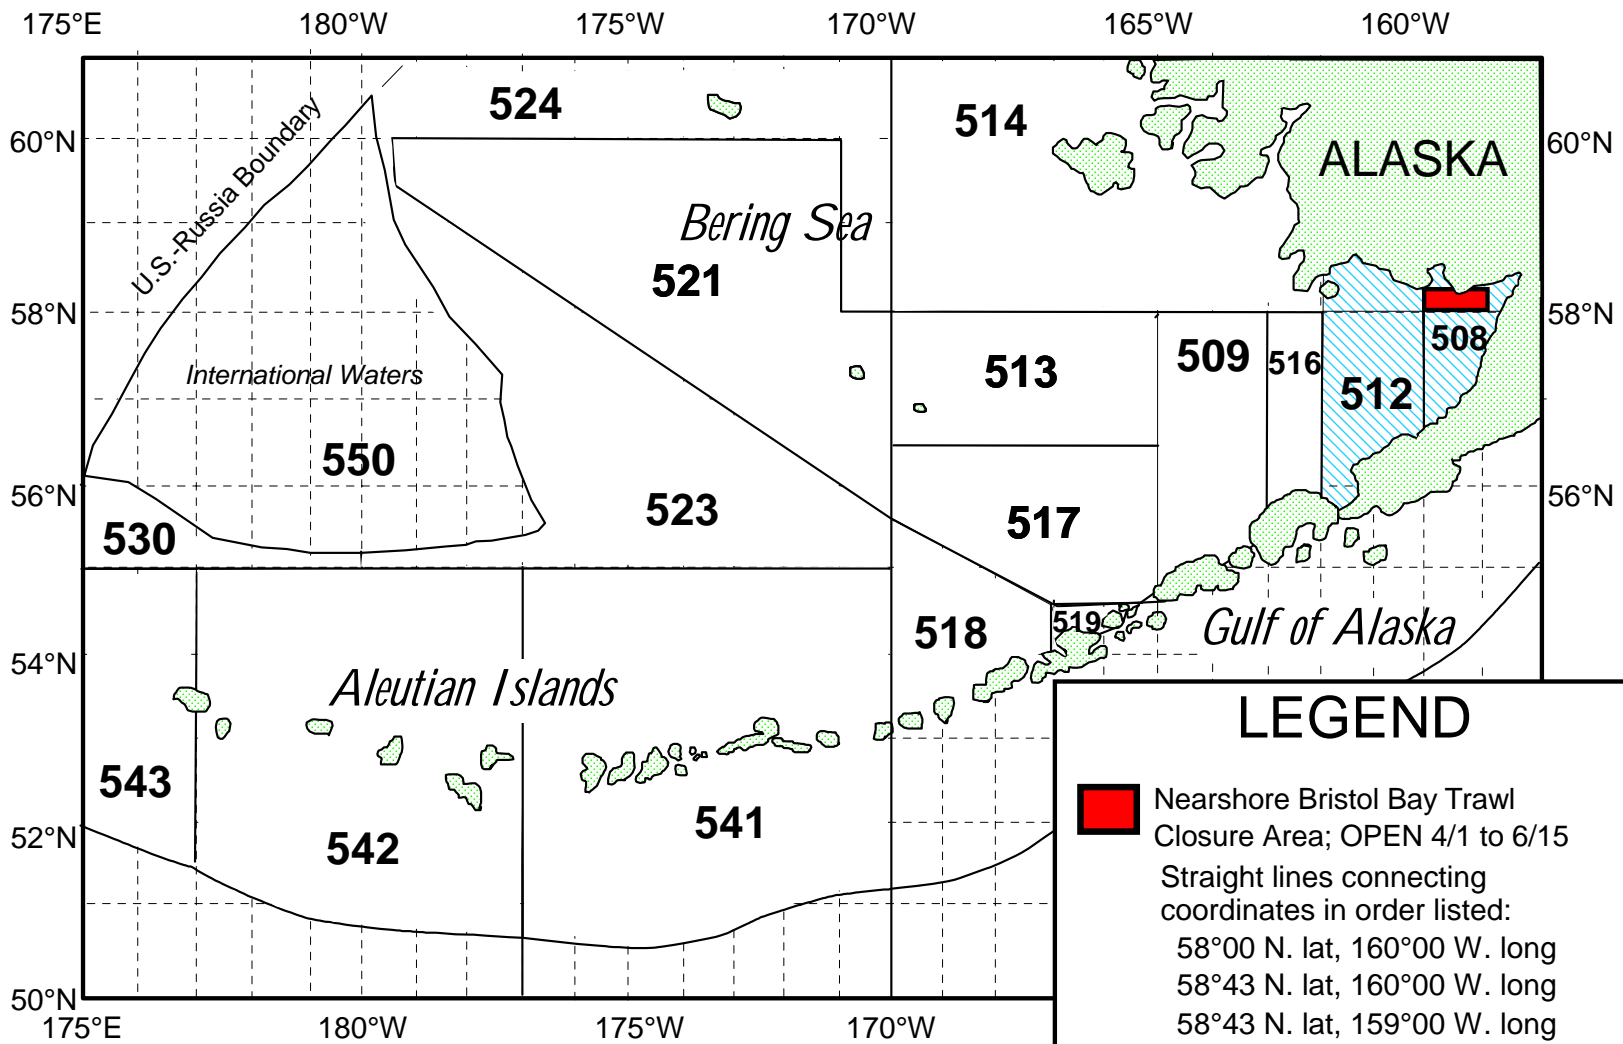 175°E 180°W 175°W 170°W 165°W 160°W
524
514
60°N
60°N
ALASKA
U.S.-Russia Boundary
Bering Sea
521
58°N
58°N
508
509
516
513
512
International Waters
550
56°N
56°N
523
517
530
519
518
Gulf of Alaska
54°N
Aleutian Islands
LEGEND
543
Nearshore Bristol Bay Trawl
Closure Area; OPEN 4/1 to 6/15
541
52°N
542
Straight lines connecting
coordinates in order listed:
58°00 N. lat, 160°00 W. long
58°43 N. lat, 160°00 W. long
58°43 N. lat, 159°00 W. long
50°N
175°E 180°W 175°W 170°W